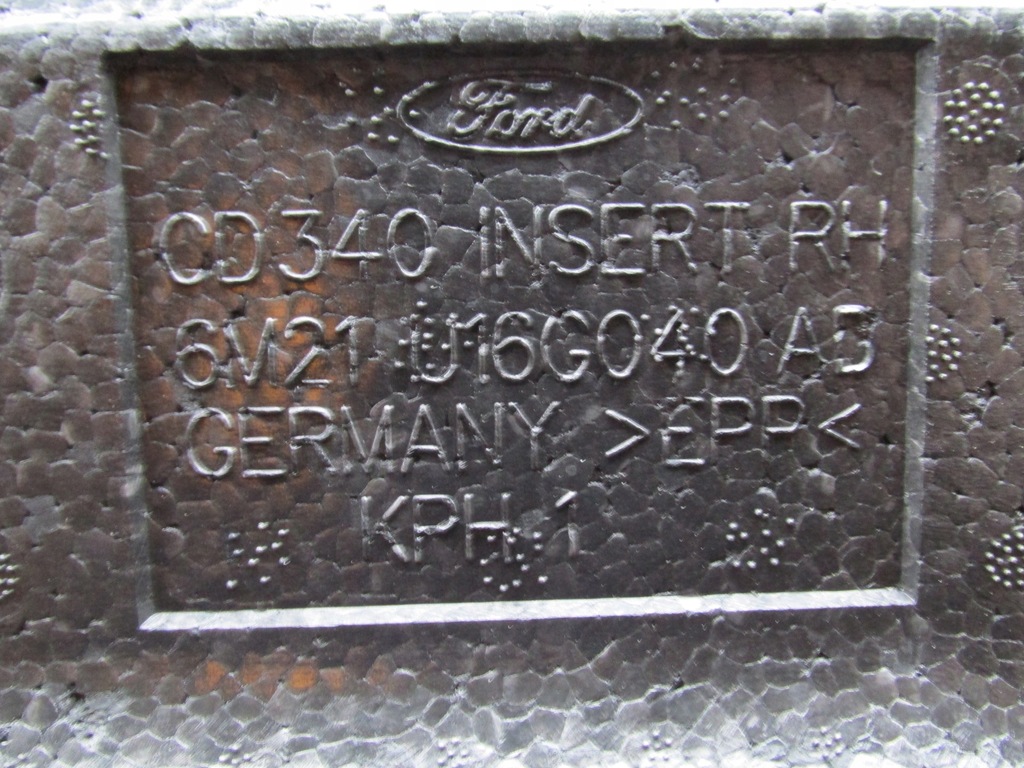 Ford
CD 340 INSERT RH
6M21 U16G040 AB
GERMANY >EPP<
KPH 1